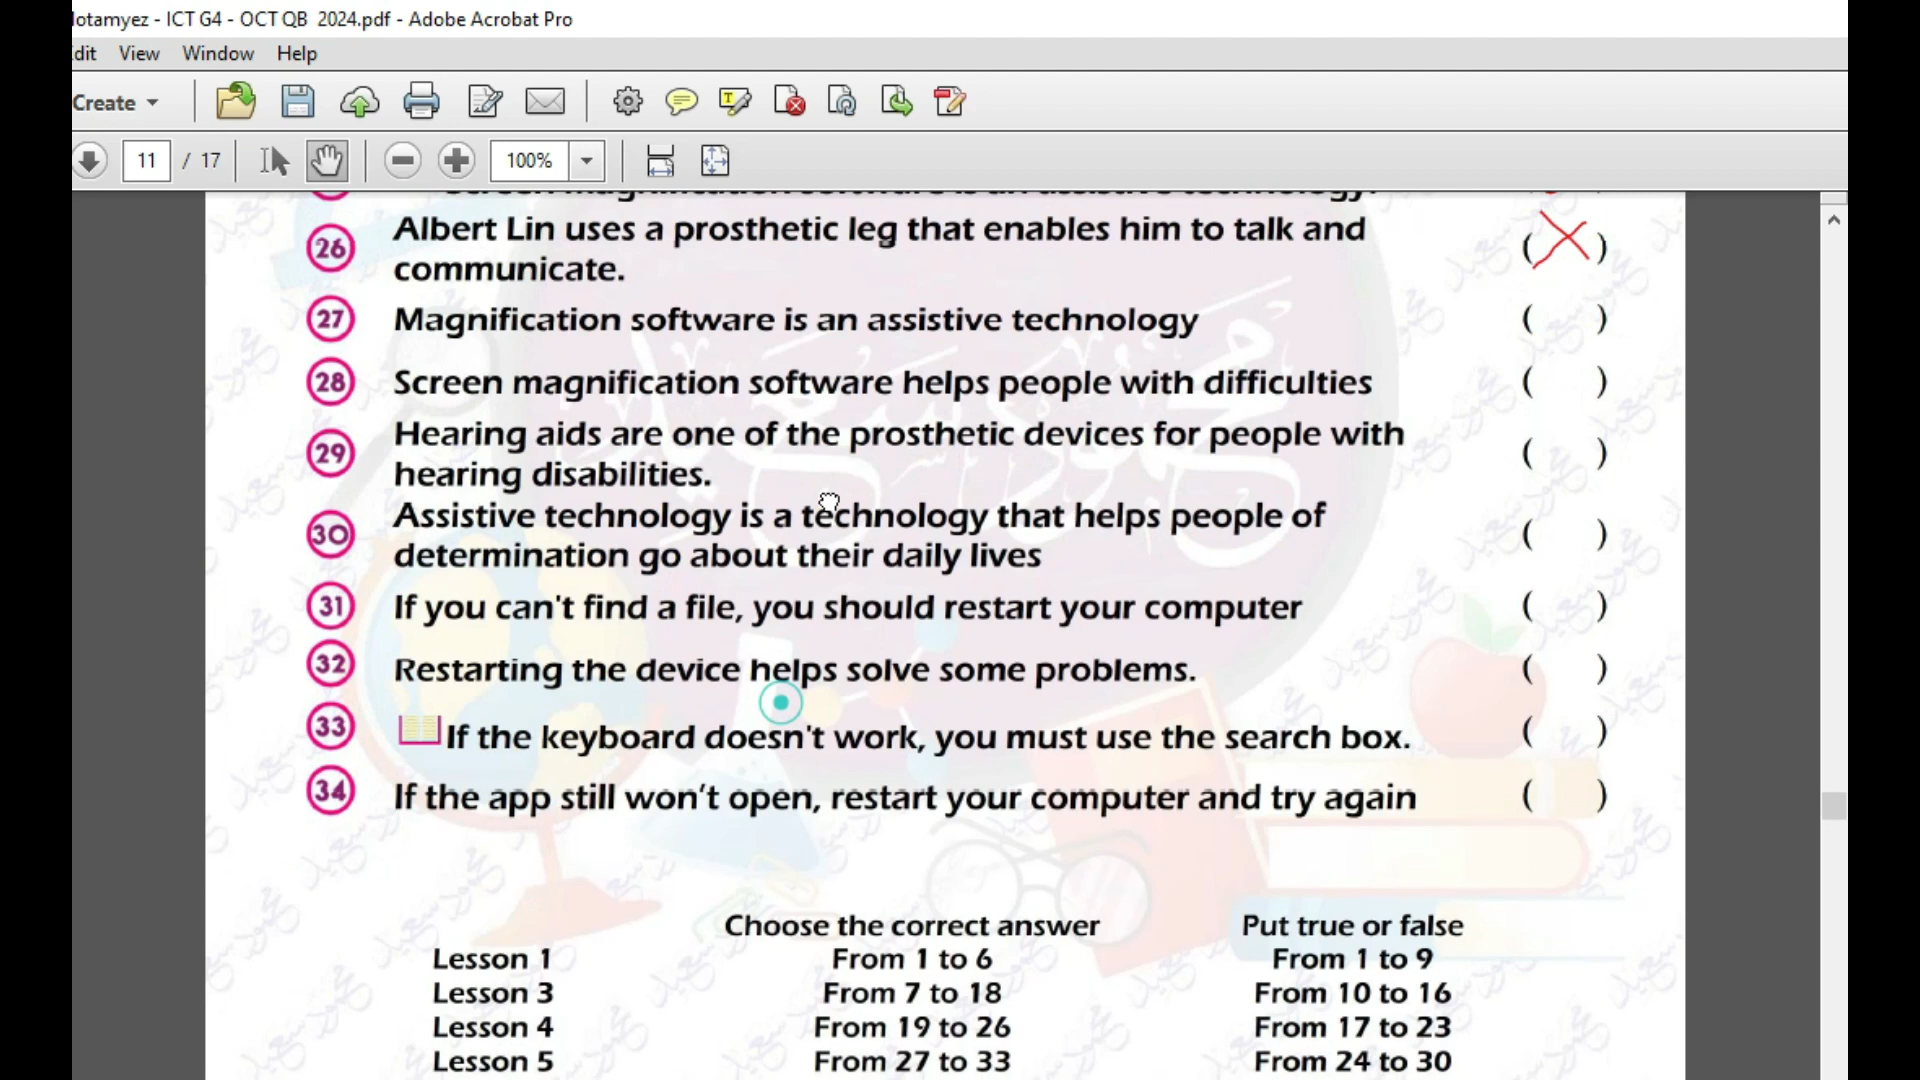 lotamyez - ICT G4 - OCT QB 2024.pdf - Adobe Acrobat Pro
dit View Window Help
Create
11 / 17 100%
Screen magnification software is an assistive technology.
26 Albert Lin uses a prosthetic leg that enables him to talk and
communicate. ( X )
27 Magnification software is an assistive technology ( )
28 Screen magnification software helps people with difficulties ( )
29 Hearing aids are one of the prosthetic devices for people with
hearing disabilities. ( )
30 Assistive technology is a technology that helps people of
determination go about their daily lives ( )
31 If you can't find a file, you should restart your computer ( )
32 Restarting the device helps solve some problems. ( )
33 If the keyboard doesn't work, you must use the search box. ( )
34 If the app still won’t open, restart your computer and try again ( )
Choose the correct answer Put true or false
Lesson 1 From 1 to 6 From 1 to 9
Lesson 3 From 7 to 18 From 10 to 16
Lesson 4 From 19 to 26 From 17 to 23
Lesson 5 From 27 to 33 From 24 to 30